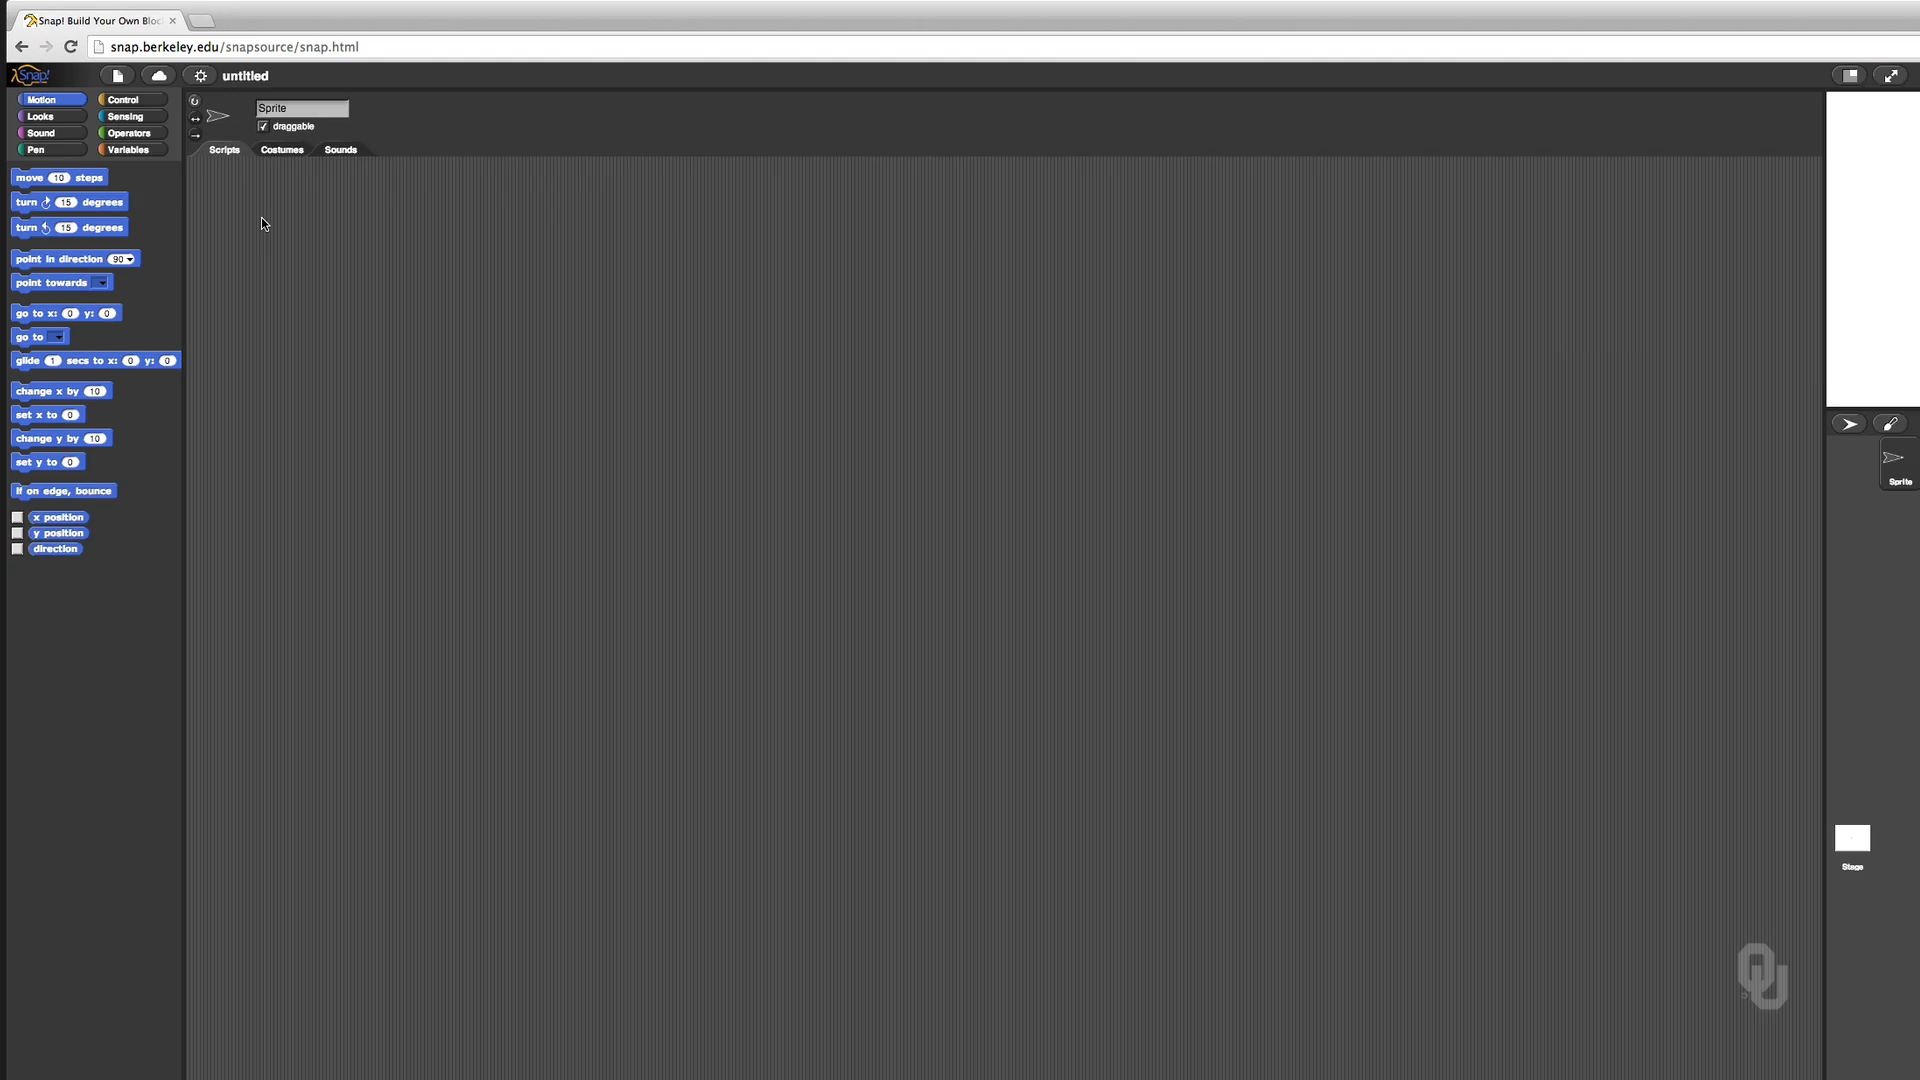 Snap! Build Your Own Bloc
snap.berkeley.edu/snapsource/snap.html
Snap!
untitled
Motion
Control
Looks
Sensing
Sound
Operators
Pen
Variables
Sprite
draggable
Scripts
Costumes
Sounds
move 10 steps
turn 15 degrees
turn 15 degrees
point in direction 90
point towards
go to x: 0 y: 0
go to
glide 1 secs to x: 0 y: 0
change x by 10
set x to 0
change y by 10
set y to 0
if on edge, bounce
x position
y position
direction
Sprite
Stage
OU